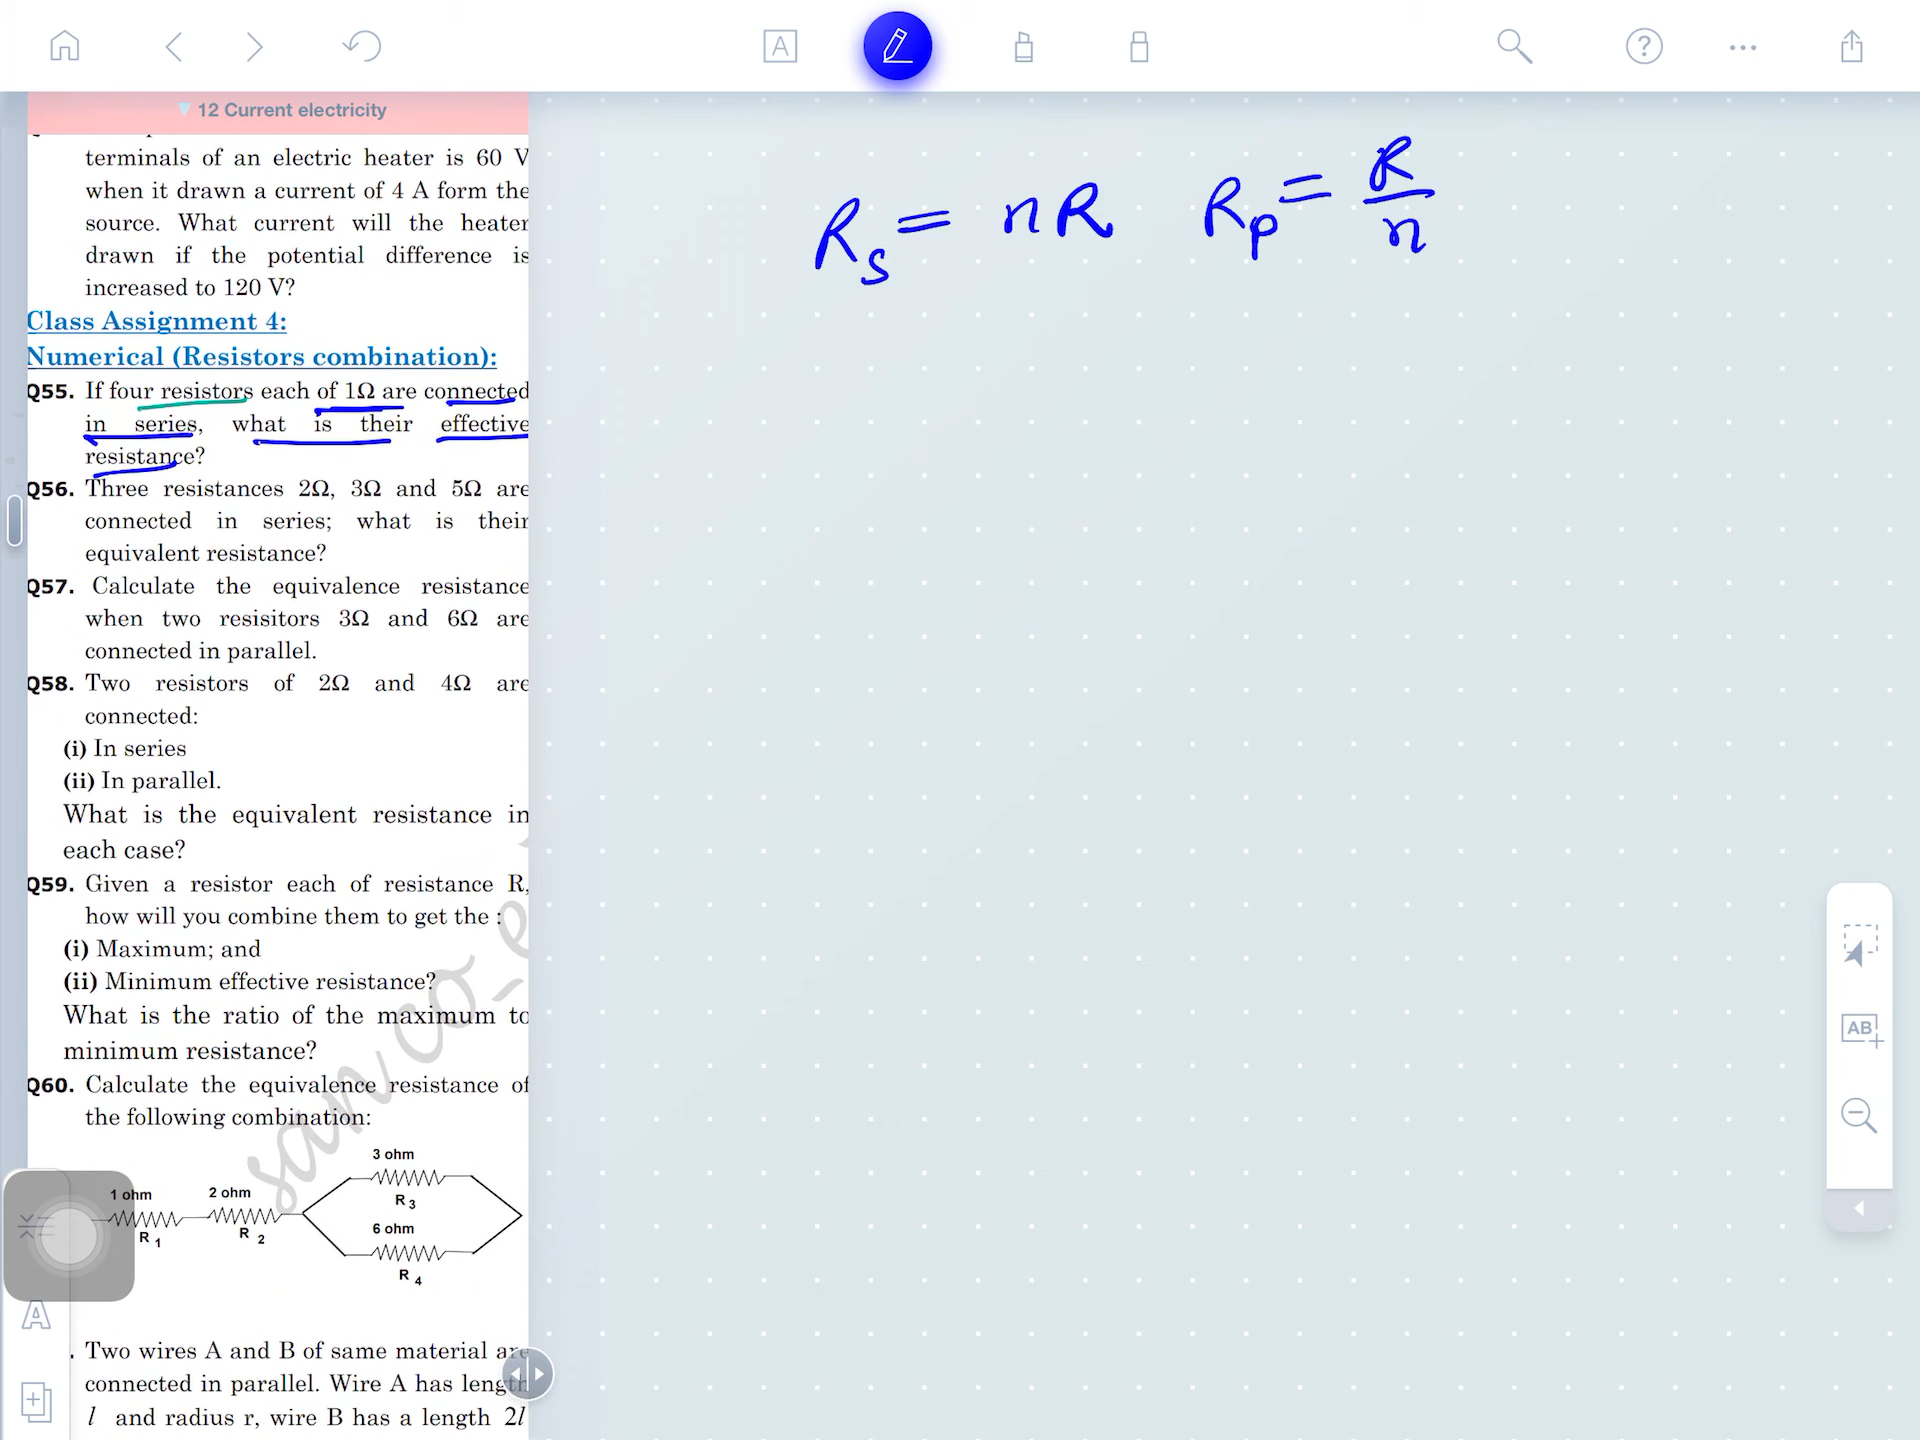 12 Current electricity
terminals of an electric heater is 60 V
when it drawn a current of 4 A form the
source. What current will the heater
drawn if the potential difference is
increased to 120 V?
Class Assignment 4:
Numerical (Resistors combination):
Q55. If four resistors each of 1Ω are connected
in series, what is their effective
resistance?
Q56. Three resistances 2Ω, 3Ω and 5Ω are
connected in series; what is their
equivalent resistance?
Q57. Calculate the equivalence resistance
when two resisitors 3Ω and 6Ω are
connected in parallel.
Q58. Two resistors of 2Ω and 4Ω are
connected:
(i) In series
(ii) In parallel.
What is the equivalent resistance in
each case?
Q59. Given a resistor each of resistance R,
how will you combine them to get the :
(i) Maximum; and
(ii) Minimum effective resistance?
What is the ratio of the maximum to
minimum resistance?
Q60. Calculate the equivalence resistance of
the following combination:
3 ohm
R 3
1 ohm
R 1
2 ohm
R 2
6 ohm
R 4
. Two wires A and B of same material are
connected in parallel. Wire A has length
l and radius r, wire B has a length 2l
san co_e
R_s = nR R_p = R/n
A
AB
A